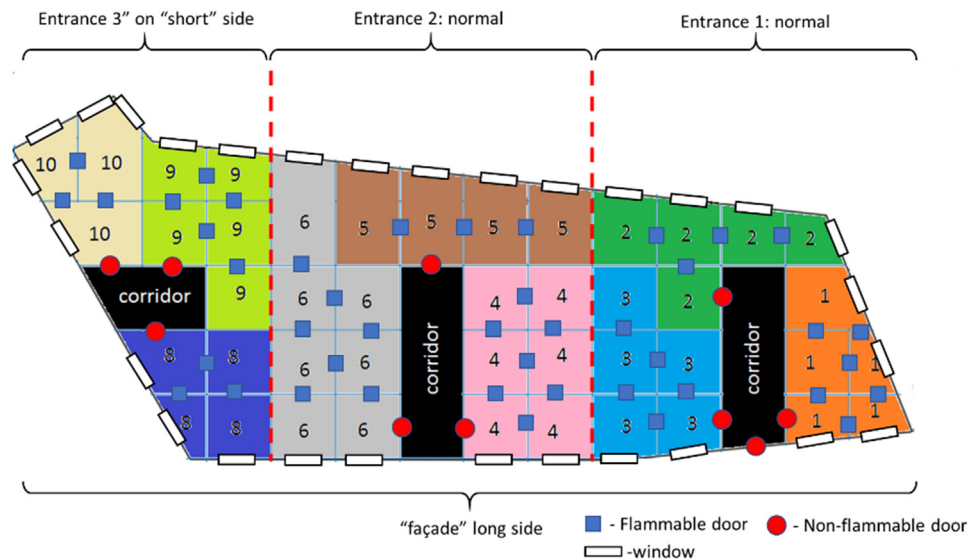 Entrance 3” on “short” side
Entrance 2: normal
Entrance 1: normal
10 10 9 9
10 9 9
6 5 5 5 5
2 2 2 2
corridor 9
6 6 4 4
3 2 1
8 8
6 6 corridor 4 4
3 3 corridor 1 1
8 8
6 6 4 4
3 3 1 1
“façade” long side
- Flammable door
- Non-flammable door
-window